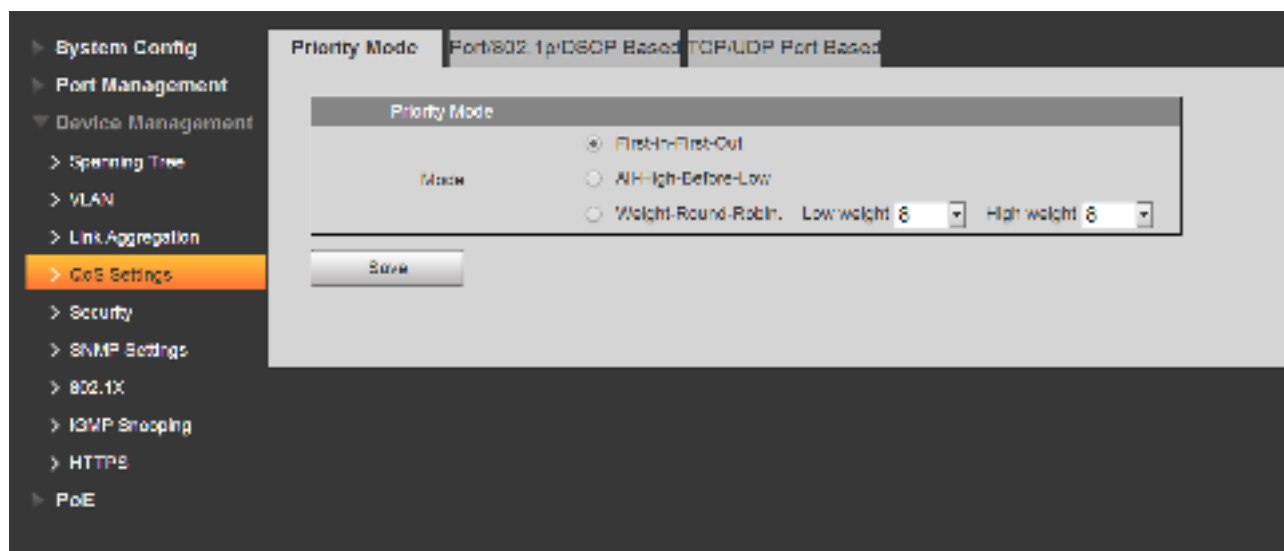 System Config
Port Management
Device Management
Spanning Tree
VLAN
Link Aggregation
QoS Settings
Security
SNMP Settings
802.1X
IGMP Snooping
HTTPS
PoE
Priority Mode Port/802.1p/DSCP Based TCP/UDP Port Based
Priority Mode
Mode
First-In-First-Out
All-High-Before-Low
Weight-Round-Robin. Low weight 8 High weight 8
Save